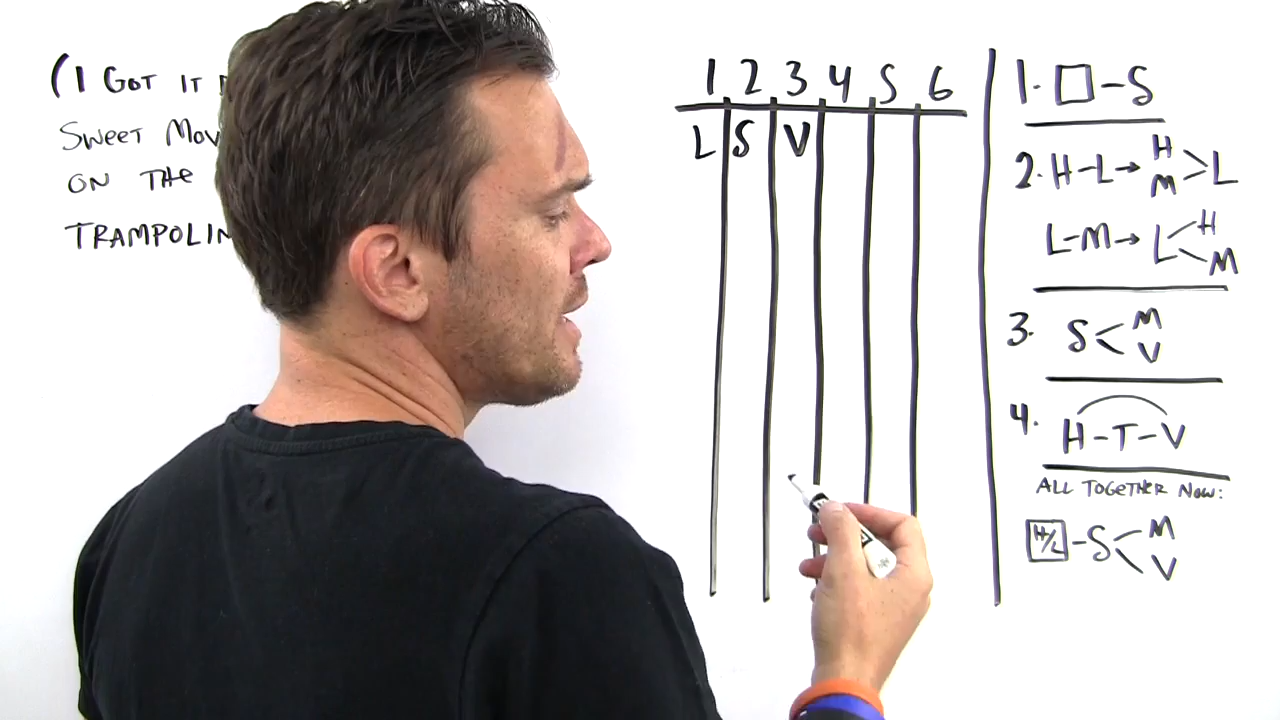 (I GOT IT
SWEET MOV
ON THE
TRAMPOLIN
1 2 3 4 5 6
L S V
1. □-S
2. H-L→ H M >L
L-M→ L< H M
3. S< M V
4. H-T-V
ALL TOGETHER NOW:
H/L -S< M V